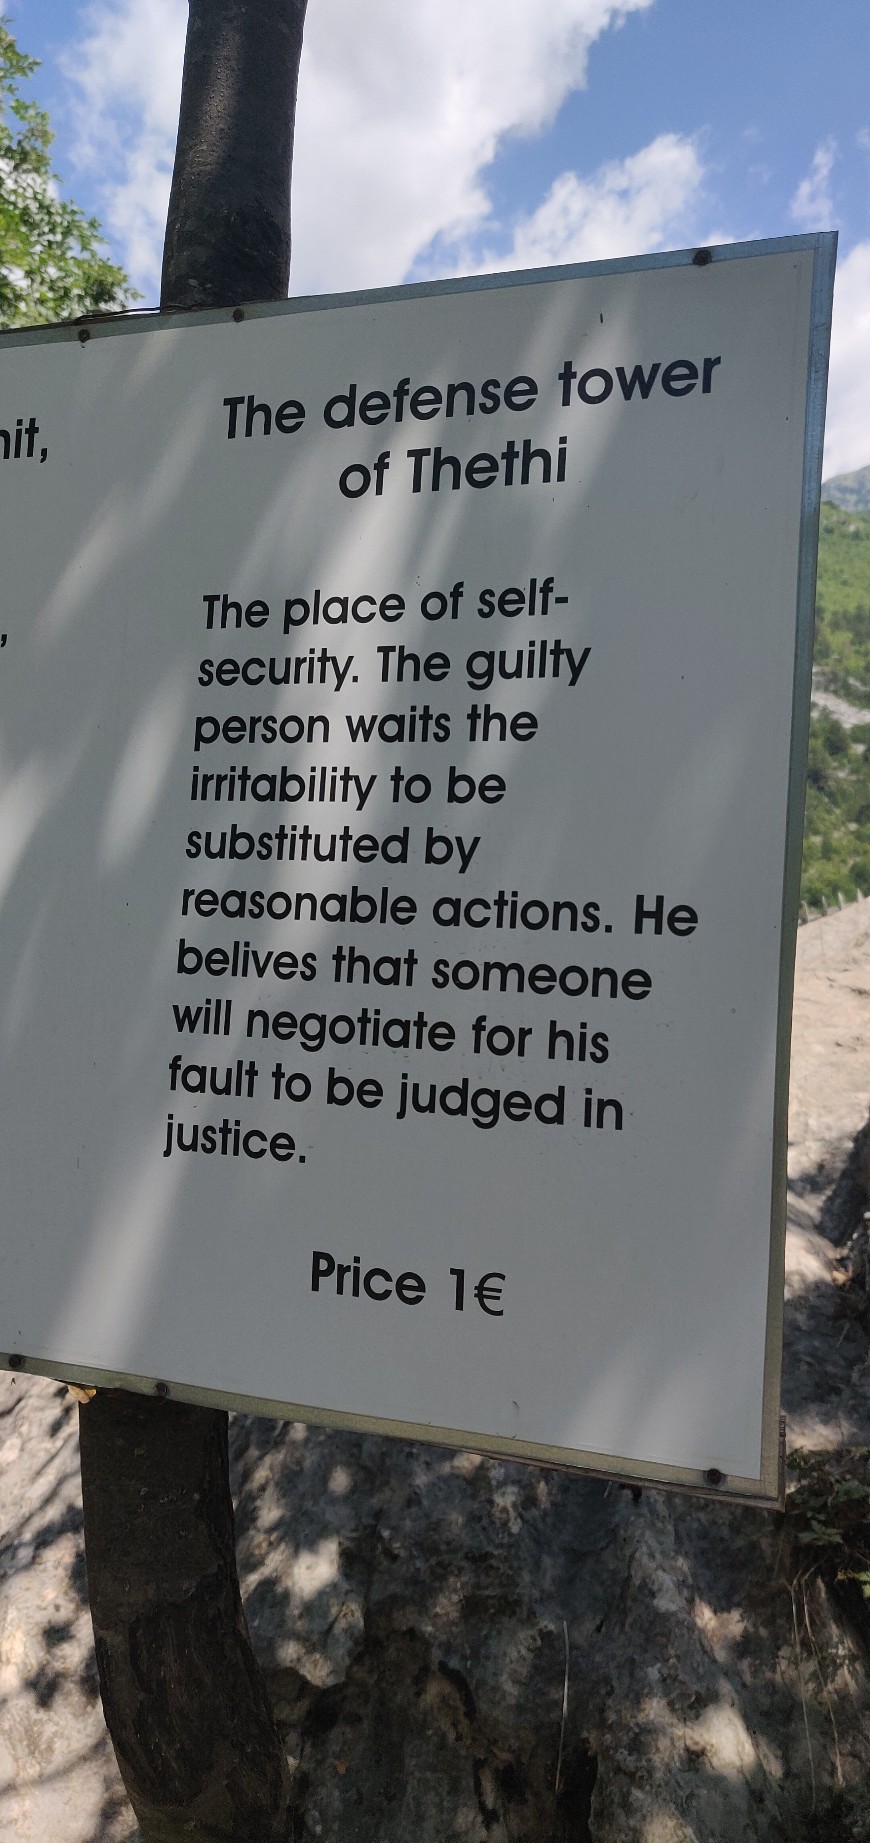 The defense tower
of Thethi
The place of self-
security. The guilty
person waits the
irritability to be
substituted by
reasonable actions. He
belives that someone
will negotiate for his
fault to be judged in
justice.
Price 1€